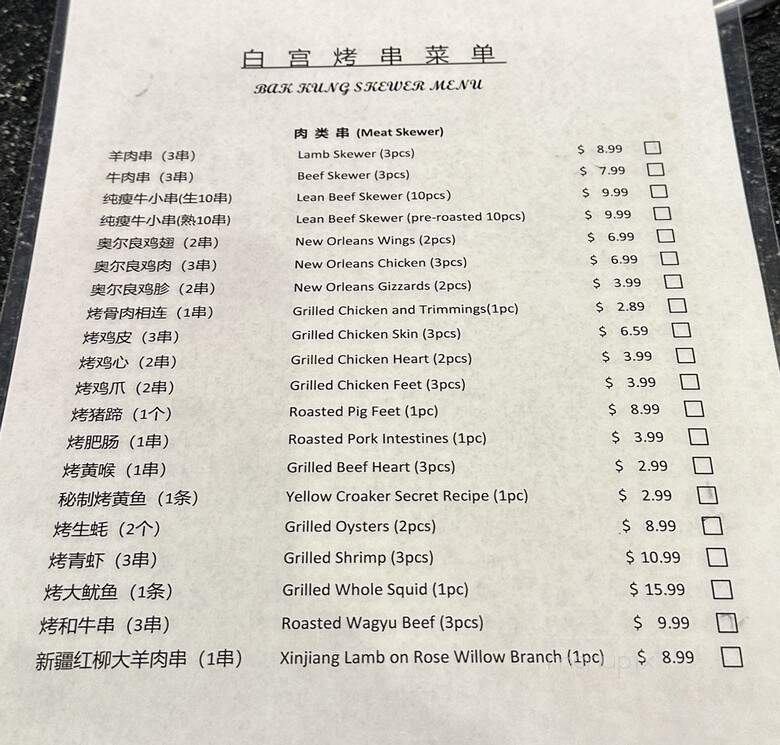 白宫烤串菜单
BAK KUNG SKEWER MENU
肉类串 (Meat Skewer)
羊肉串（3串） Lamb Skewer (3pcs) $ 8.99
牛肉串（3串） Beef Skewer (3pcs) $ 7.99
纯瘦牛小串(生10串) Lean Beef Skewer (10pcs) $ 9.99
纯瘦牛小串(熟10串) Lean Beef Skewer (pre-roasted 10pcs) $ 9.99
奥尔良鸡翅（2串） New Orleans Wings (2pcs) $ 6.99
奥尔良鸡肉（3串） New Orleans Chicken (3pcs) $ 6.99
奥尔良鸡胗（2串） New Orleans Gizzards (2pcs) $ 3.99
烤骨肉相连（1串） Grilled Chicken and Trimmings(1pc) $ 2.89
烤鸡皮（3串） Grilled Chicken Skin (3pcs) $ 6.59
烤鸡心（2串） Grilled Chicken Heart (2pcs) $ 3.99
烤鸡爪（2串） Grilled Chicken Feet (3pcs) $ 3.99
烤猪蹄（1个） Roasted Pig Feet (1pc) $ 8.99
烤肥肠（1串） Roasted Pork Intestines (1pc) $ 3.99
烤黄喉（1串） Grilled Beef Heart (3pcs) $ 2.99
秘制烤黄鱼（1条） Yellow Croaker Secret Recipe (1pc) $ 2.99
烤生蚝（2个） Grilled Oysters (2pcs) $ 8.99
烤青虾（3串） Grilled Shrimp (3pcs) $ 10.99
烤大鱿鱼（1条） Grilled Whole Squid (1pc) $ 15.99
烤和牛串（3串） Roasted Wagyu Beef (3pcs) $ 9.99
新疆红柳大羊肉串（1串） Xinjiang Lamb on Rose Willow Branch (1pc) $ 8.99